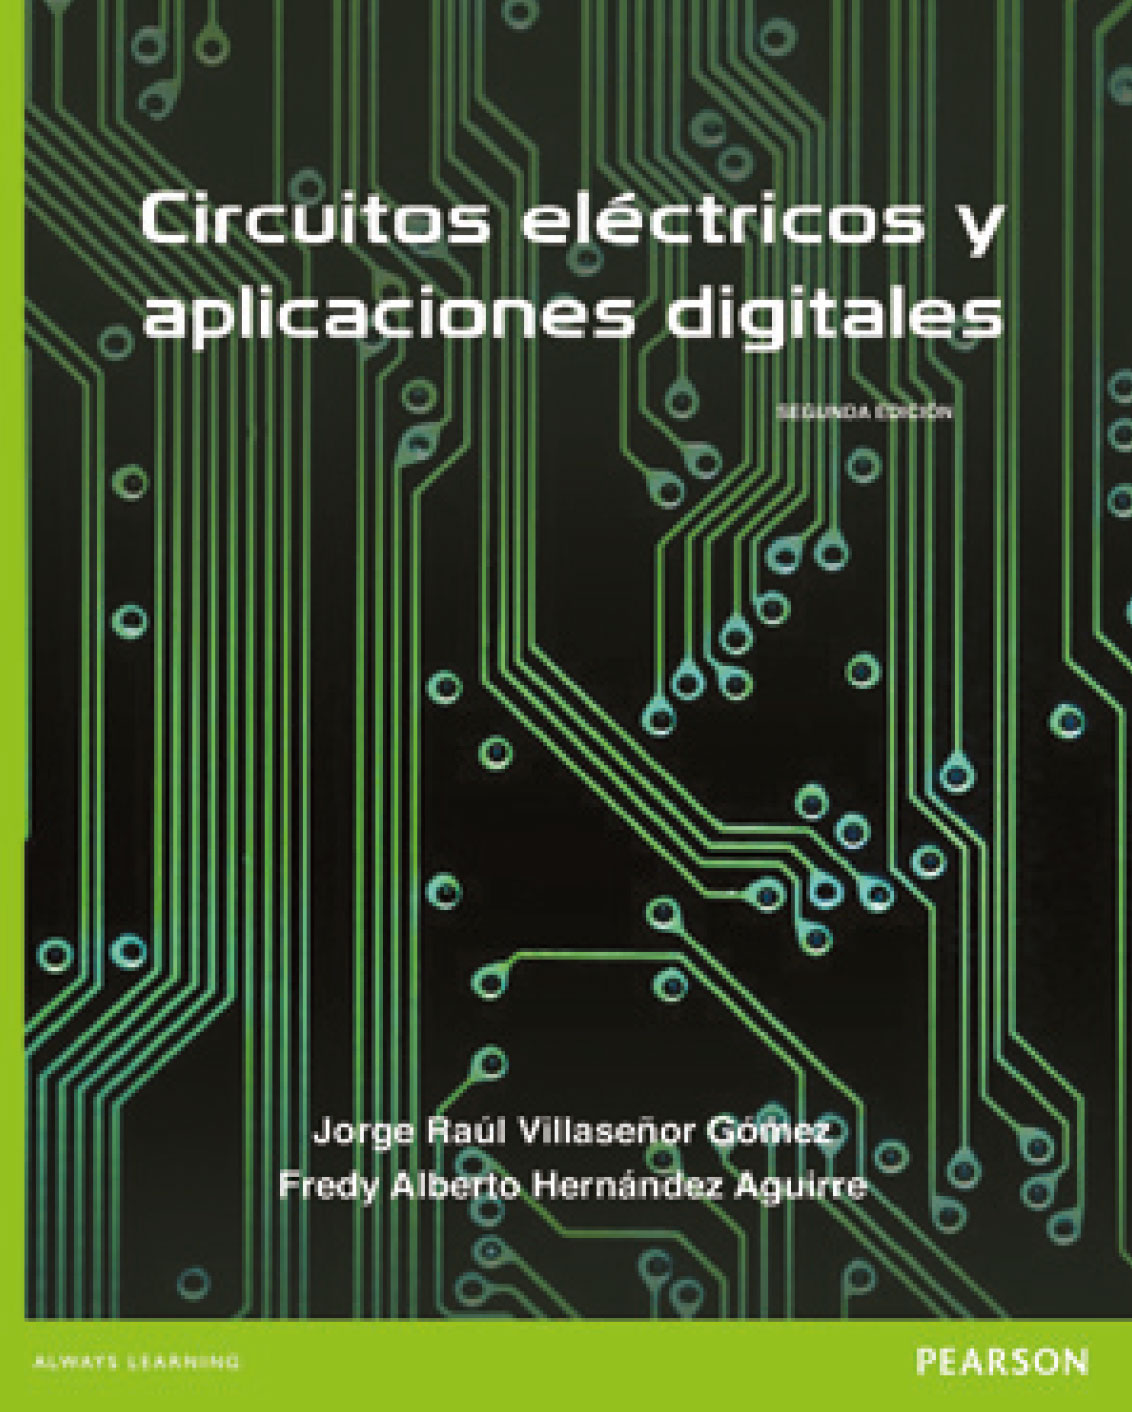 Circuitos eléctricos y
aplicaciones digitales
SEGUNDA EDICIÓN
Jorge Raúl Villaseñor Gómez
Fredy Alberto Hernández Aguirre
ALWAYS LEARNING
PEARSON